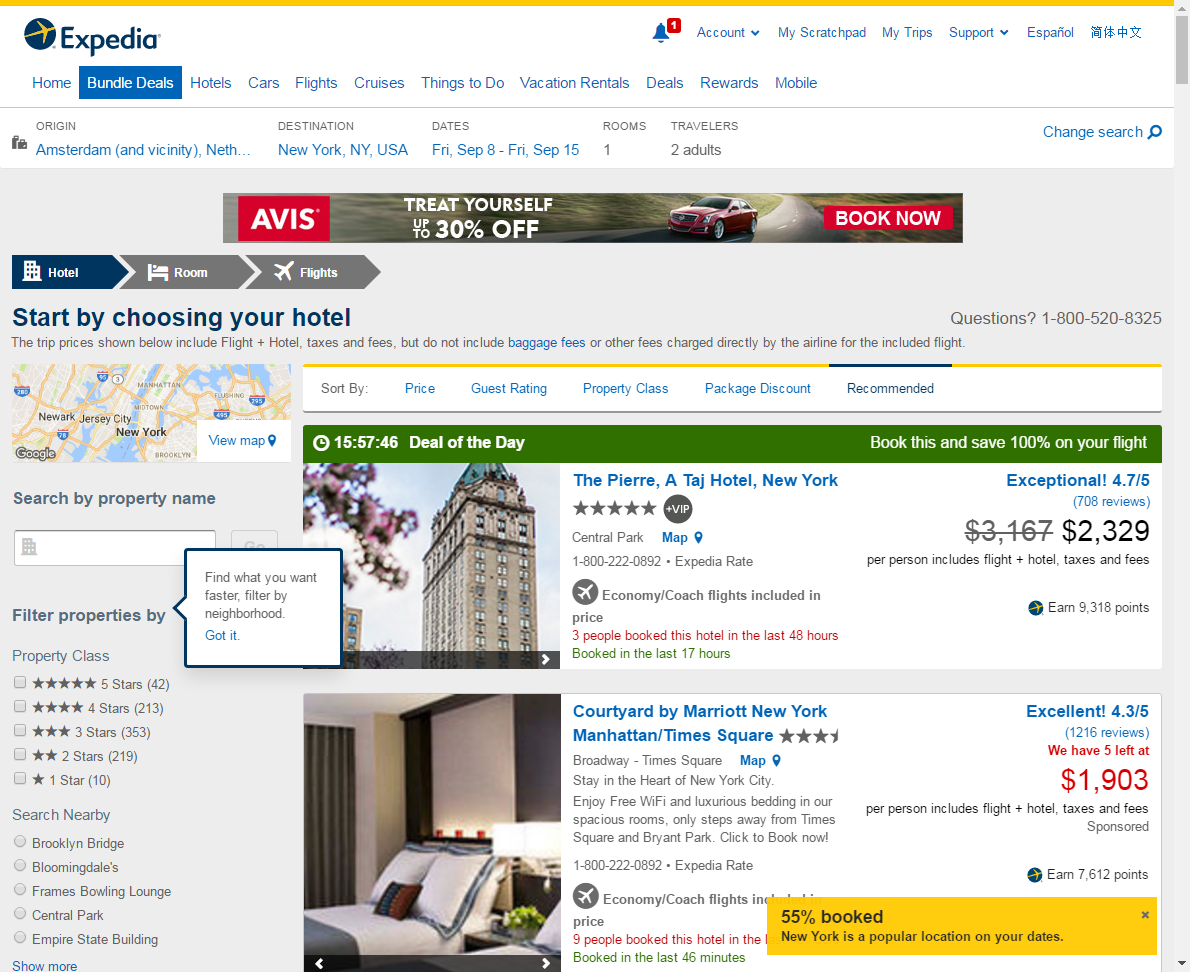 Expedia
1
Account
My Scratchpad
My Trips
Support
Español
简体中文
Home
Bundle Deals
Hotels
Cars
Flights
Cruises
Things to Do
Vacation Rentals
Deals
Rewards
Mobile
ORIGIN
Amsterdam (and vicinity), Neth...
DESTINATION
New York, NY, USA
DATES
Fri, Sep 8 - Fri, Sep 15
ROOMS
1
TRAVELERS
2 adults
Change search
AVIS
TREAT YOURSELF
UP TO 30% OFF
BOOK NOW
Hotel
Room
Flights
Start by choosing your hotel
Questions? 1-800-520-8325
The trip prices shown below include Flight + Hotel, taxes and fees, but do not include baggage fees or other fees charged directly by the airline for the included flight.
280
95
3
MANHATTAN
FLUSHING
295
495
MIDTOWN
Newark
Jersey City
78
New York
BROOKLYN
Google
View map
Sort By:
Price
Guest Rating
Property Class
Package Discount
Recommended
15:57:46 Deal of the Day
Book this and save 100% on your flight
The Pierre, A Taj Hotel, New York
+VIP
Central Park
Map
1-800-222-0892 • Expedia Rate
Economy/Coach flights included in
price
3 people booked this hotel in the last 48 hours
Booked in the last 17 hours
Exceptional! 4.7/5
(708 reviews)
$3,167 $2,329
per person includes flight + hotel, taxes and fees
Earn 9,318 points
Search by property name
Go
Find what you want
faster, filter by
neighborhood.
Got it.
Filter properties by
Property Class
5 Stars (42)
4 Stars (213)
3 Stars (353)
2 Stars (219)
1 Star (10)
Search Nearby
Brooklyn Bridge
Bloomingdale's
Frames Bowling Lounge
Central Park
Empire State Building
Show more
Courtyard by Marriott New York
Manhattan/Times Square
Broadway - Times Square
Map
Stay in the Heart of New York City.
Enjoy Free WiFi and luxurious bedding in our
spacious rooms, only steps away from Times
Square and Bryant Park. Click to Book now!
1-800-222-0892 • Expedia Rate
Economy/Coach flights included in
price
9 people booked this hotel in the
Booked in the last 46 minutes
Excellent! 4.3/5
(1216 reviews)
We have 5 left at
$1,903
per person includes flight + hotel, taxes and fees
Sponsored
Earn 7,612 points
55% booked
New York is a popular location on your dates.